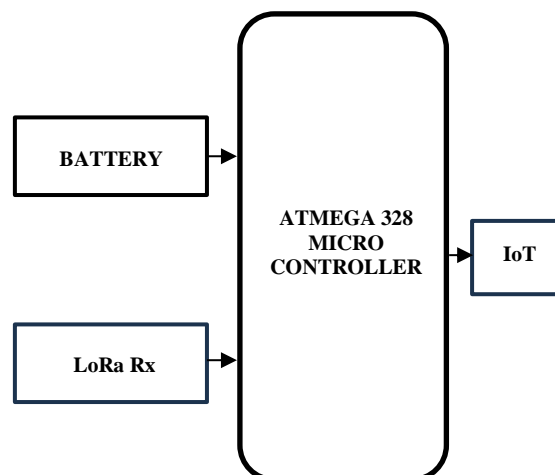 BATTERY
ATMEGA 328
MICRO
CONTROLLER
IoT
LoRa Rx